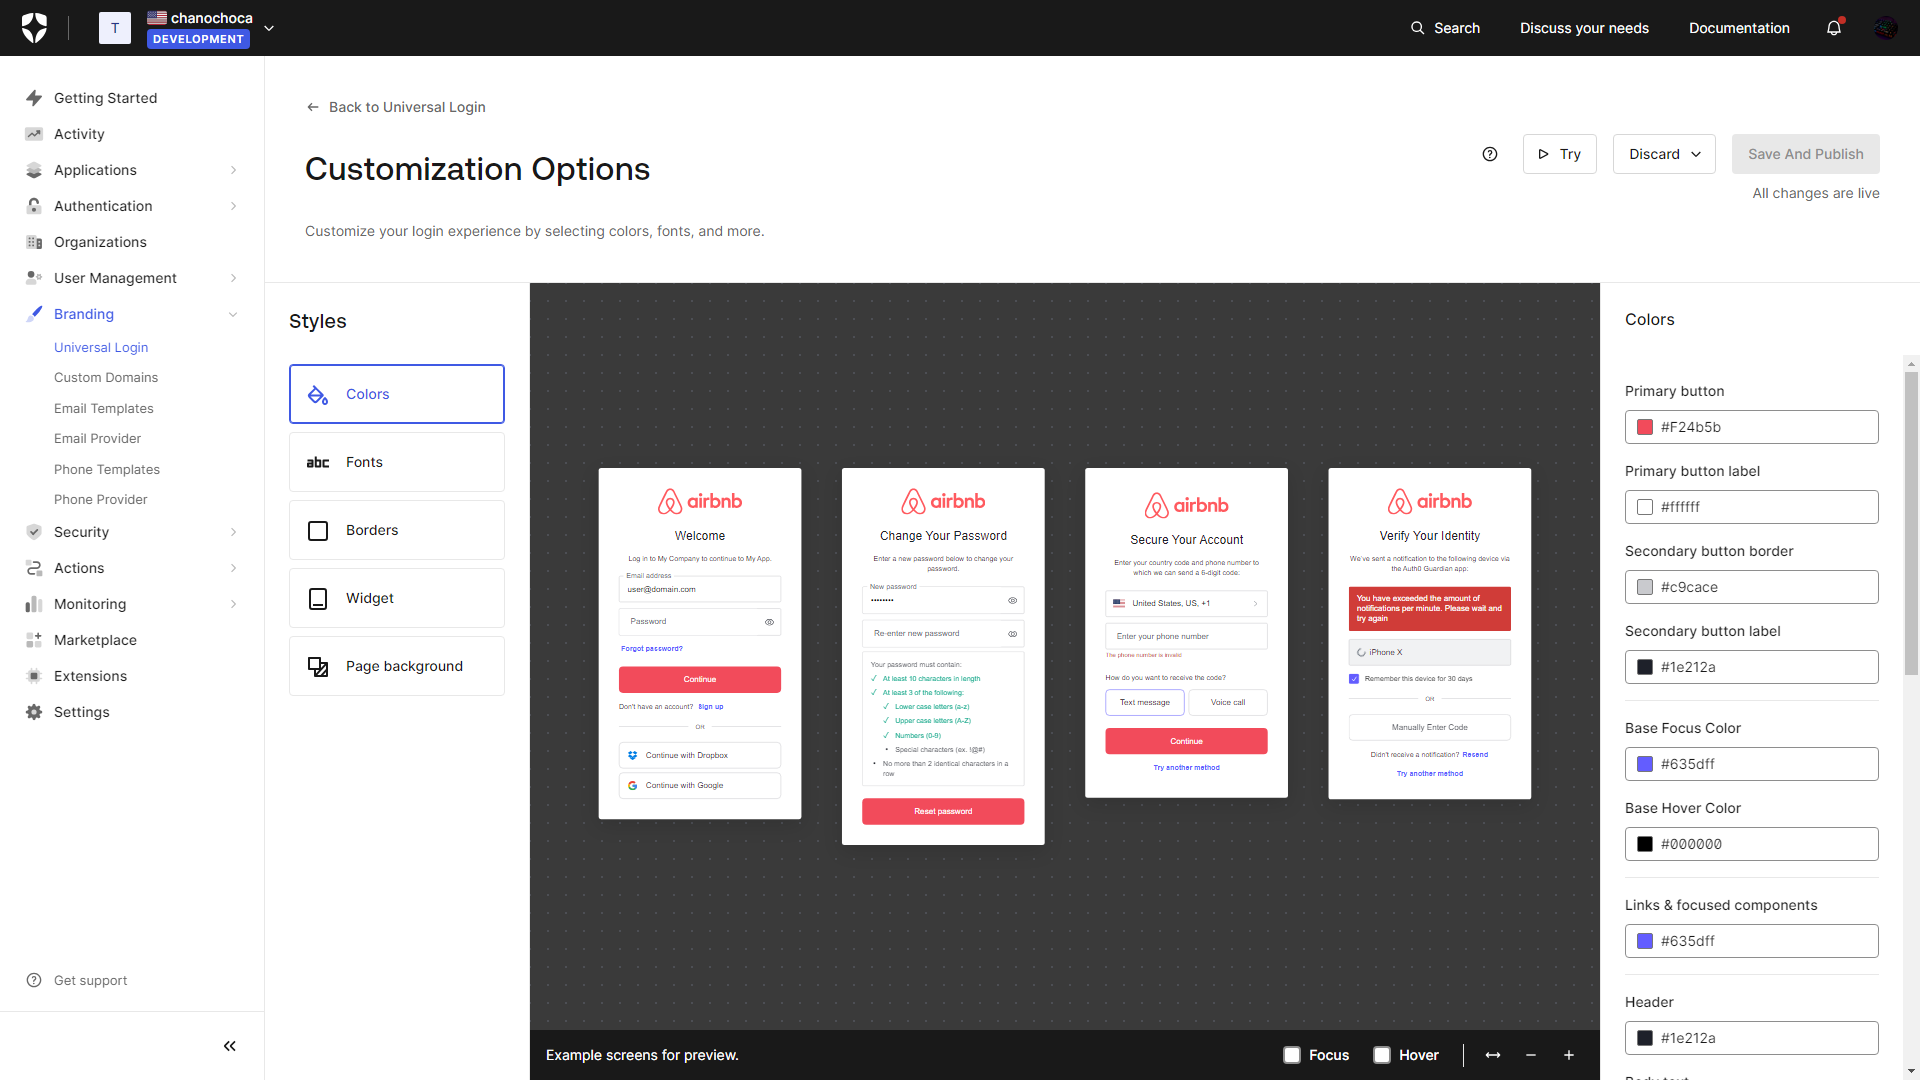 T
chanochoca
DEVELOPMENT
Search
Discuss your needs
Documentation
Getting Started
Activity
Applications
Authentication
Organizations
User Management
Branding
Universal Login
Custom Domains
Email Templates
Email Provider
Phone Templates
Phone Provider
Security
Actions
Monitoring
Marketplace
Extensions
Settings
Get support
Back to Universal Login
Customization Options
Customize your login experience by selecting colors, fonts, and more.
Try
Discard
Save And Publish
All changes are live
Styles
Colors
abc
Fonts
Borders
Widget
Page background
airbnb
Welcome
Log in to My Company to continue to My App.
Email address
user@domain.com
Password
Forgot password?
Continue
Don't have an account? Sign up
OR
Continue with Dropbox
Continue with Google
airbnb
Change Your Password
Enter a new password below to change your
password.
New password
••••••••
Re-enter new password
Your password must contain:
At least 10 characters in length
At least 3 of the following:
Lower case letters (a-z)
Upper case letters (A-Z)
Numbers (0-9)
Special characters (ex. !@#)
No more than 2 identical characters in a
row
Reset password
airbnb
Secure Your Account
Enter your country code and phone number to
which we can send a 6-digit code:
United States, US, +1
Enter your phone number
The phone number is invalid
How do you want to receive the code?
Text message
Voice call
Continue
Try another method
airbnb
Verify Your Identity
We've sent a notification to the following device via
the Auth0 Guardian app:
You have exceeded the amount of
notifications per minute. Please wait and
try again
iPhone X
Remember this device for 30 days
OR
Manually Enter Code
Didn't receive a notification? Resend
Try another method
Example screens for preview.
Focus
Hover
Colors
Primary button
#F24b5b
Primary button label
#ffffff
Secondary button border
#c9cace
Secondary button label
#1e212a
Base Focus Color
#635dff
Base Hover Color
#000000
Links & focused components
#635dff
Header
#1e212a